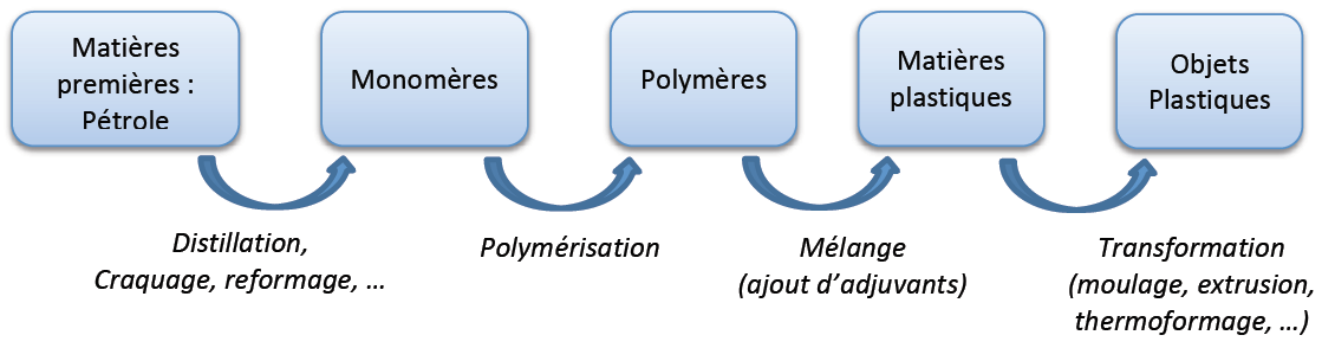 Matières
premières :
Pétrole
Monomères
Polymères
Matières
plastiques
Objets
Plastiques
Distillation,
Craquage, reformage, ...
Polymérisation
Mélange
(ajout d’adjuvants)
Transformation
(moulage, extrusion,
thermoformage, ...)